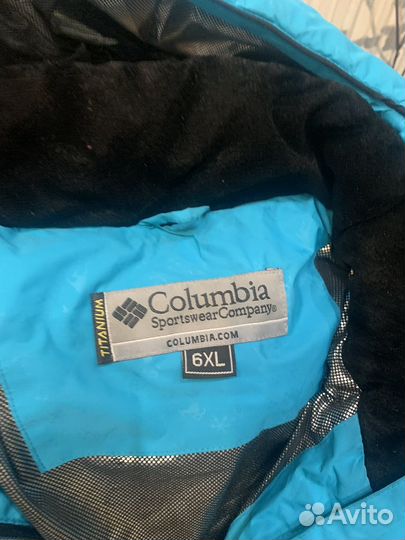 Columbia
Sportswear Company®
COLUMBIA.COM
TITANIUM
6XL
Avito